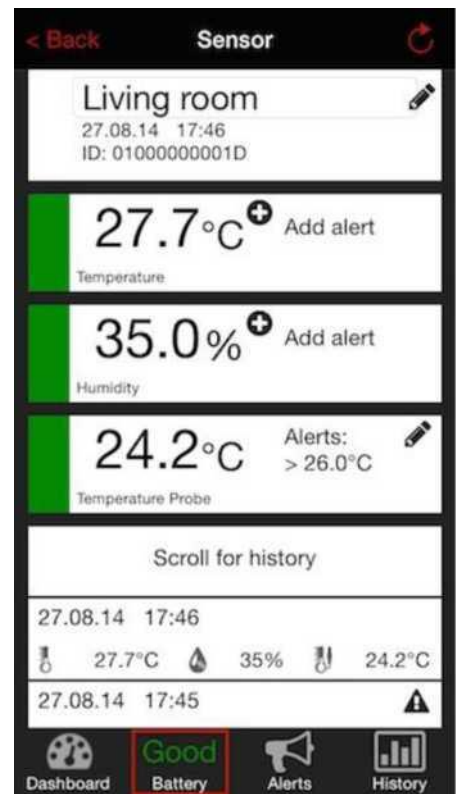 < Back Sensor
Living room
27.08.14 17:46
ID: 01000000001D
27.7°C Add alert
Temperature
35.0% Add alert
Humidity
24.2°C Alerts:
> 26.0°C
Temperature Probe
Scroll for history
27.08.14 17:46
27.7°C 35% 24.2°C
27.08.14 17:45
Good
Dashboard Battery Alerts History